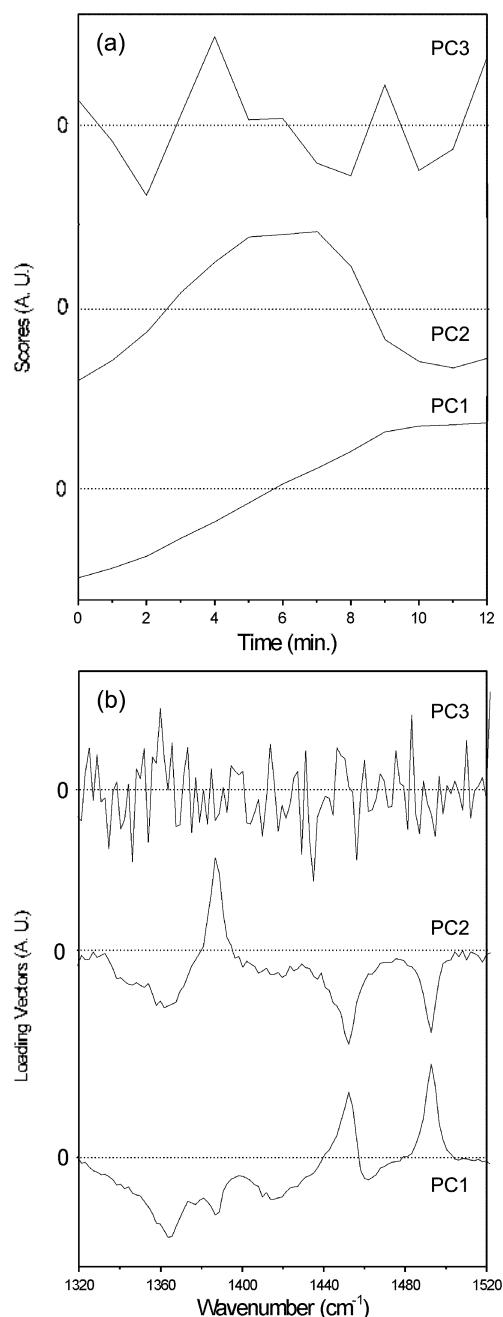 (a)
PC3
0
0
PC2
PC1
0
Scores (A. U.)
0 2 4 6 8 10 12
Time (min.)
(b)
PC3
0
PC2
0
0
PC1
Loading Vectors (A. U.)
1320 1360 1400 1440 1480 1520
Wavenumber (cm⁻¹)